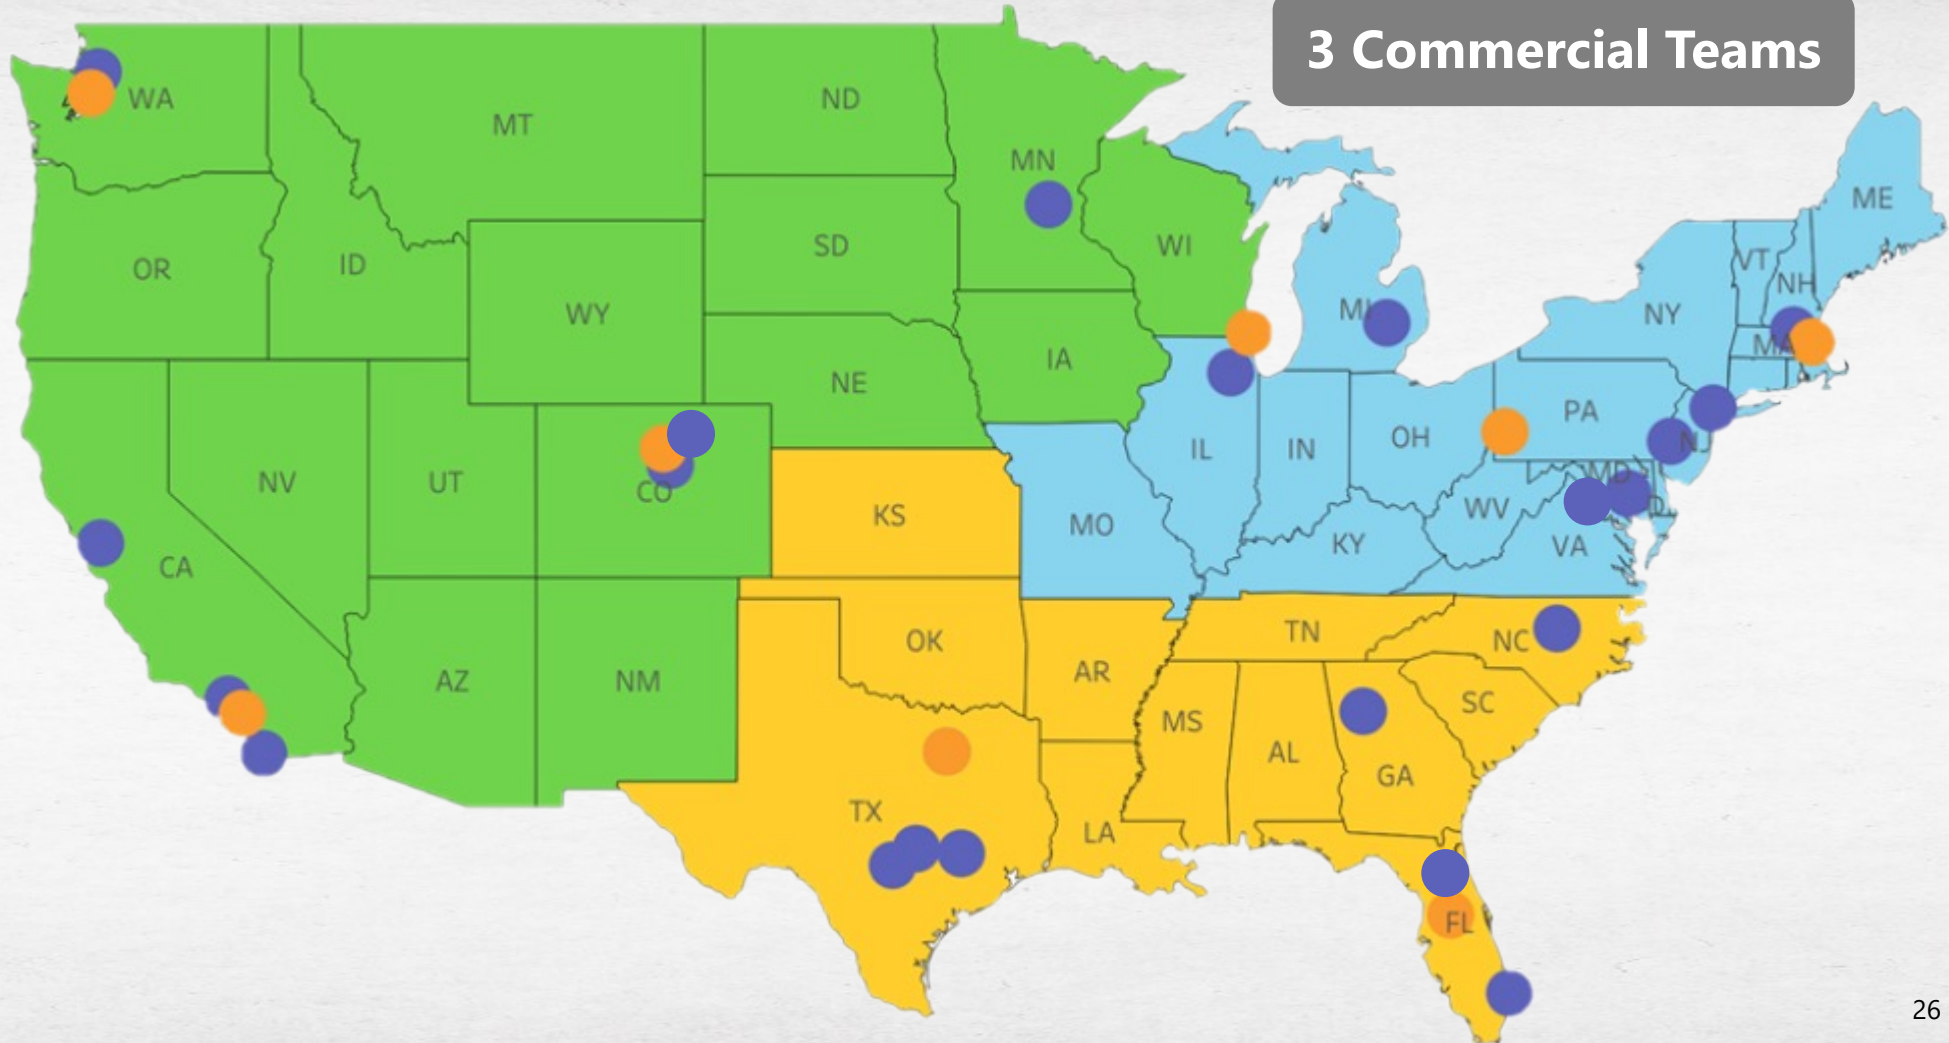 3 Commercial Teams
WA
MT
ND
MN
ME
OR
ID
SD
WI
VT
NH
WY
MI
NY
MA
IA
NE
PA
NV
UT
CO
IL
IN
OH
NJ
MD
KS
MO
WV
D
CA
KY
VA
AZ
NM
OK
AR
TN
NC
MS
SC
AL
GA
TX
LA
FL
26